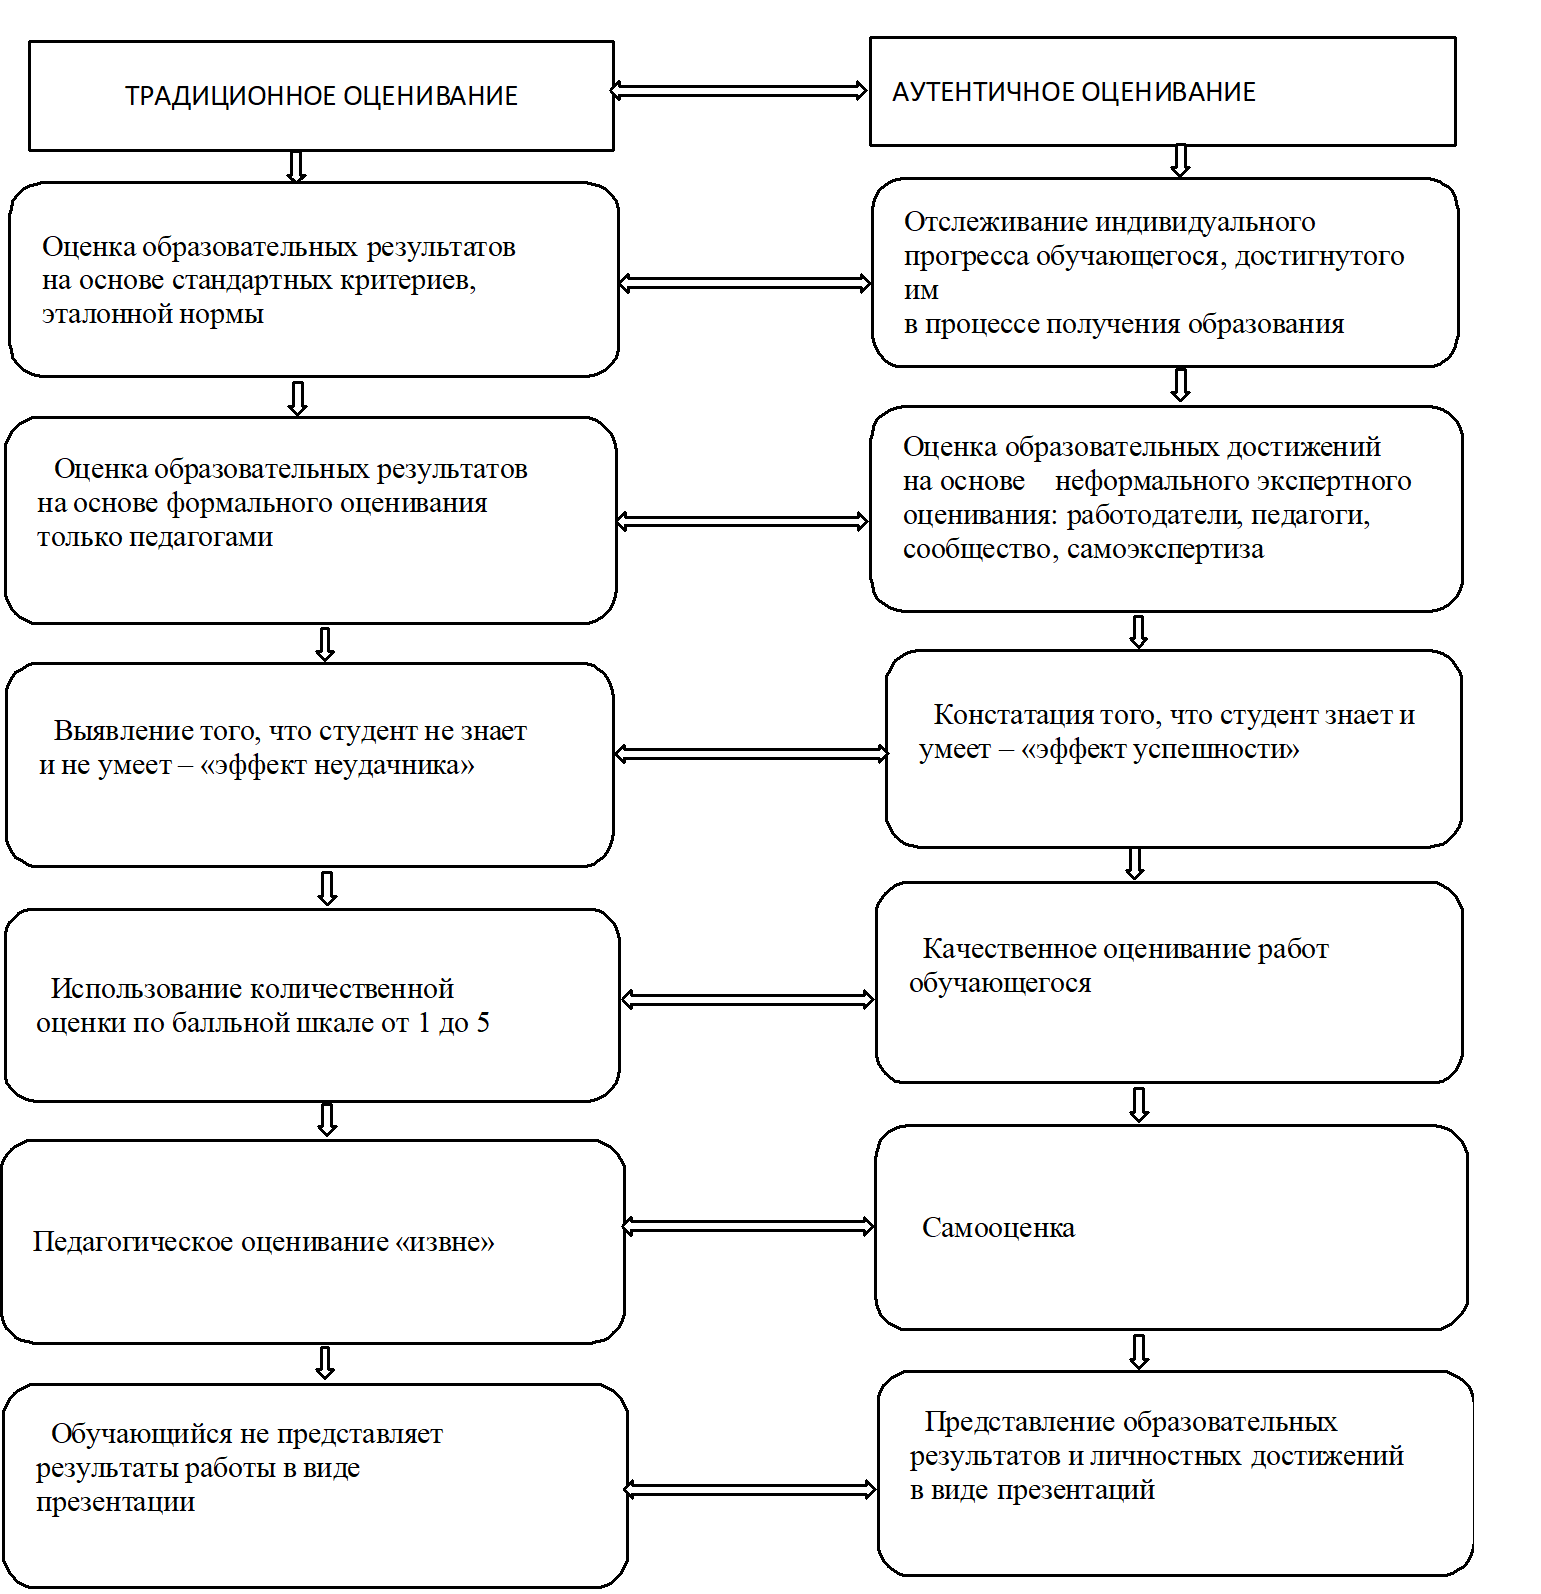 ТРАДИЦИОННОЕ ОЦЕНИВАНИЕ
АУТЕНТИЧНОЕ ОЦЕНИВАНИЕ
Оценка образовательных результатов
на основе стандартных критериев,
эталонной нормы
Отслеживание индивидуального
прогресса обучающегося, достигнутого
им
в процессе получения образования
Оценка образовательных результатов
на основе формального оценивания
только педагогами
Оценка образовательных достижений
на основе неформального экспертного
оценивания: работодатели, педагоги,
сообщество, самоэкспертиза
Выявление того, что студент не знает
и не умеет – «эффект неудачника»
Констатация того, что студент знает и
умеет – «эффект успешности»
Использование количественной
оценки по балльной шкале от 1 до 5
Качественное оценивание работ
обучающегося
Педагогическое оценивание «извне»
Самооценка
Обучающийся не представляет
результаты работы в виде
презентации
Представление образовательных
результатов и личностных достижений
в виде презентаций